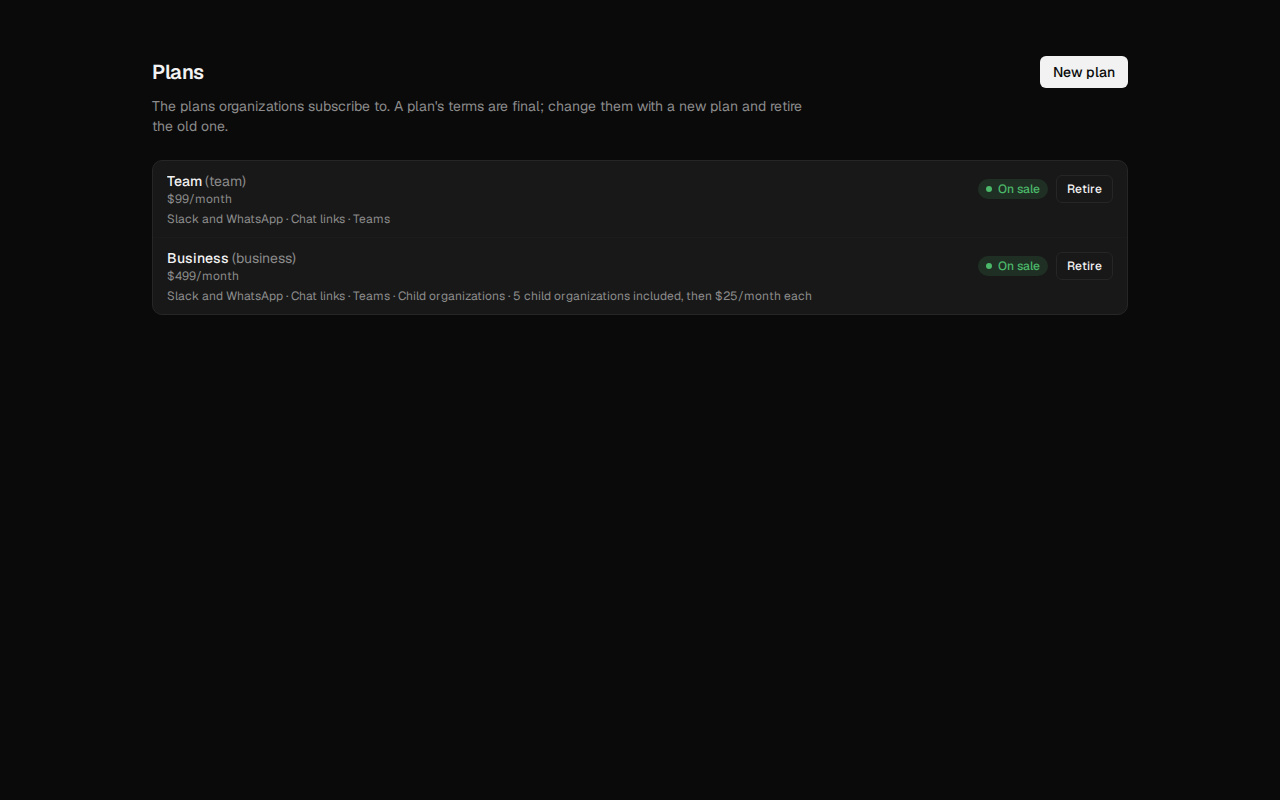 Plans
New plan
The plans organizations subscribe to. A plan's terms are final; change them with a new plan and retire
the old one.
Team (team)
$99/month
Slack and WhatsApp · Chat links · Teams
On sale
Retire
Business (business)
$499/month
Slack and WhatsApp · Chat links · Teams · Child organizations · 5 child organizations included, then $25/month each
On sale
Retire